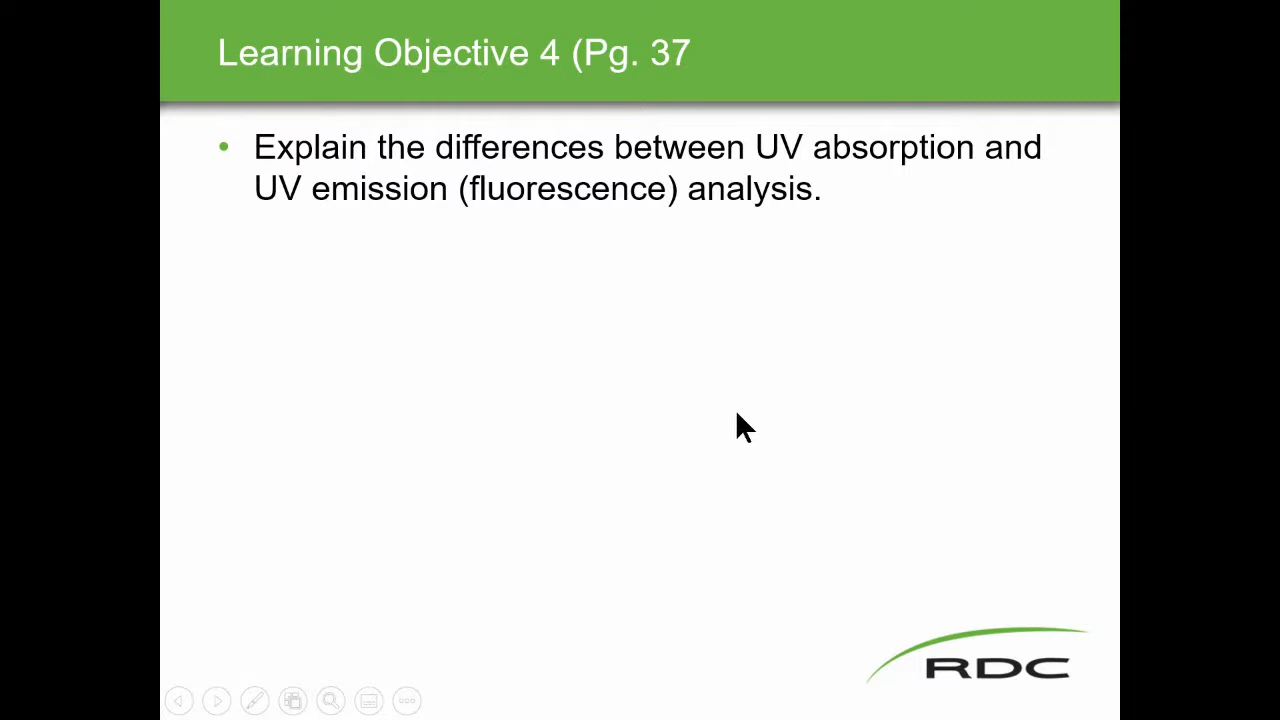 Learning Objective 4 (Pg. 37
• Explain the differences between UV absorption and
UV emission (fluorescence) analysis.
RDC